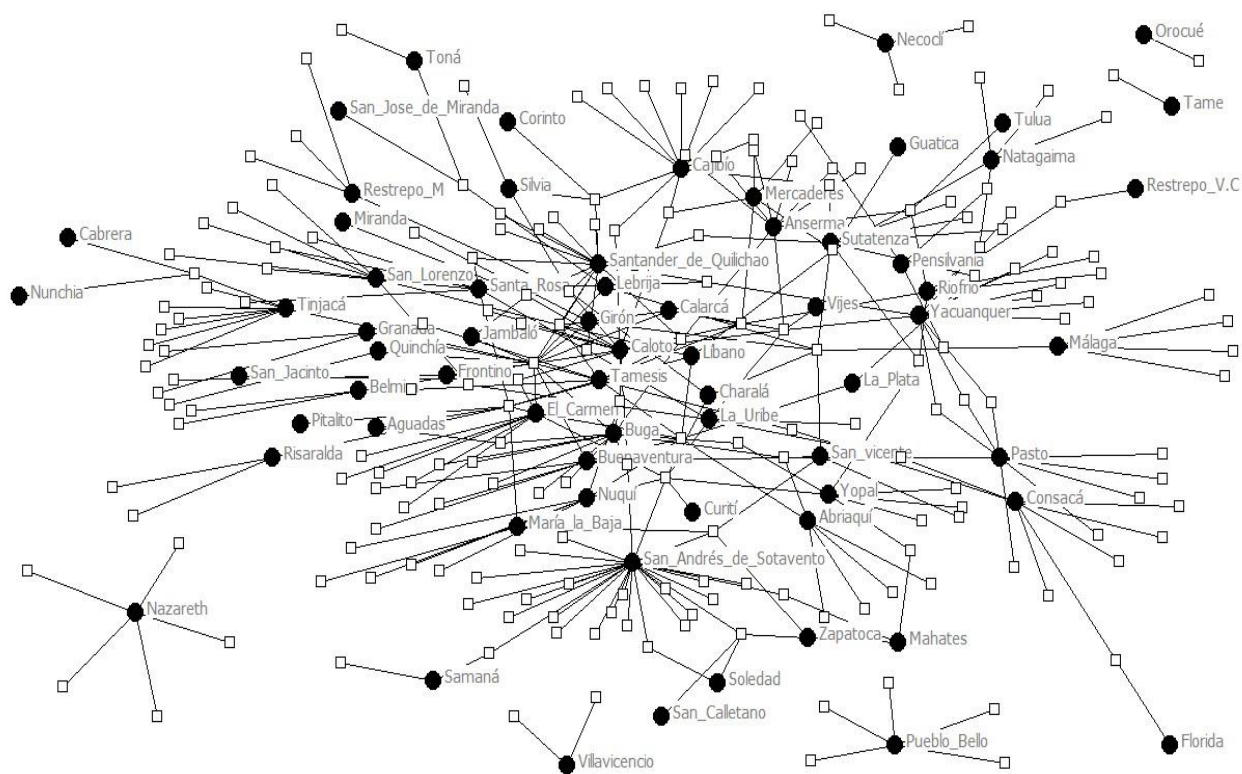 Orocué
Necoclí
Toná
Tame
San_Jose_de_Miranda
Corinto
Tulua
Guatica
Natagaima
Cajibío
Silvia
Restrepo_M
Restrepo_V.C
Mercaderes
Miranda
Anserma
Cabrera
Sutatenza
Santander_de_Quilichao
Pensilvania
San_Lorenzo
Santa_Rosa
Lebrija
Riofrio
Nunchia
Tinjacá
Calarcá
Vijes
Yacuanquer
Girón
Granada
Jambaló
Málaga
Quinchía
Caloto
Líbano
San_Jacinto
Frontino
Tamesis
La_Plata
Belmi
Charalá
El_Carmen
La_Uribe
Pitalito
Aguadas
Buga
Risaralda
Buenaventura
San_vicente
Pasto
Nuquí
Yopal
Consacá
Curití
María_la_Baja
Abriaquí
San_Andrés_de_Sotavento
Nazareth
Zapatoca
Mahates
Samaná
Soledad
San_Calletano
Pueblo_Bello
Florida
Villavicencio